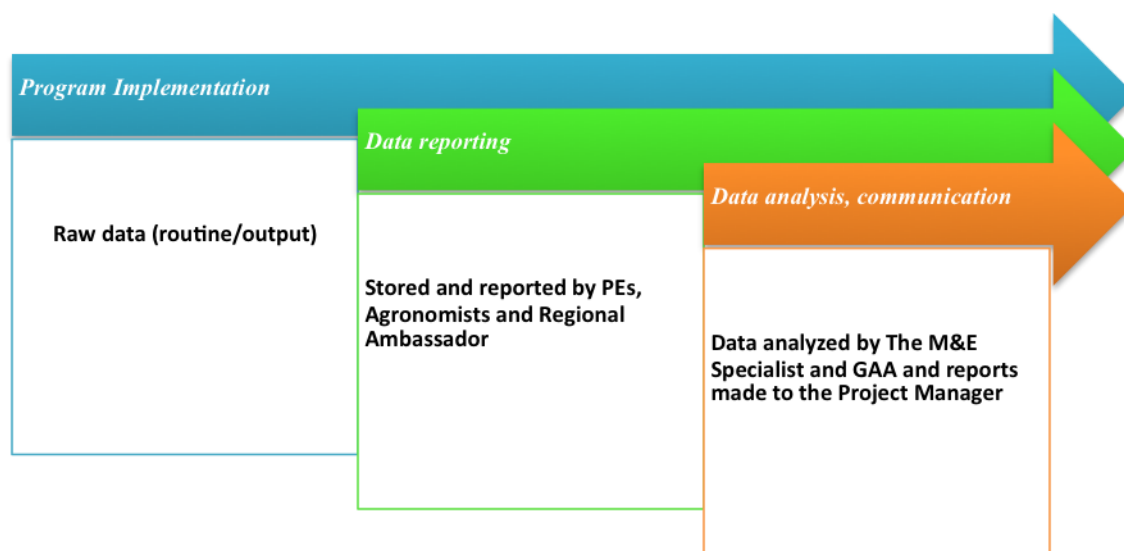 Program Implementation
Data reporting
Data analysis, communication
Raw data (routine/output)
Stored and reported by PEs,
Agronomists and Regional
Ambassador
Data analyzed by The M&E
Specialist and GAA and reports
made to the Project Manager